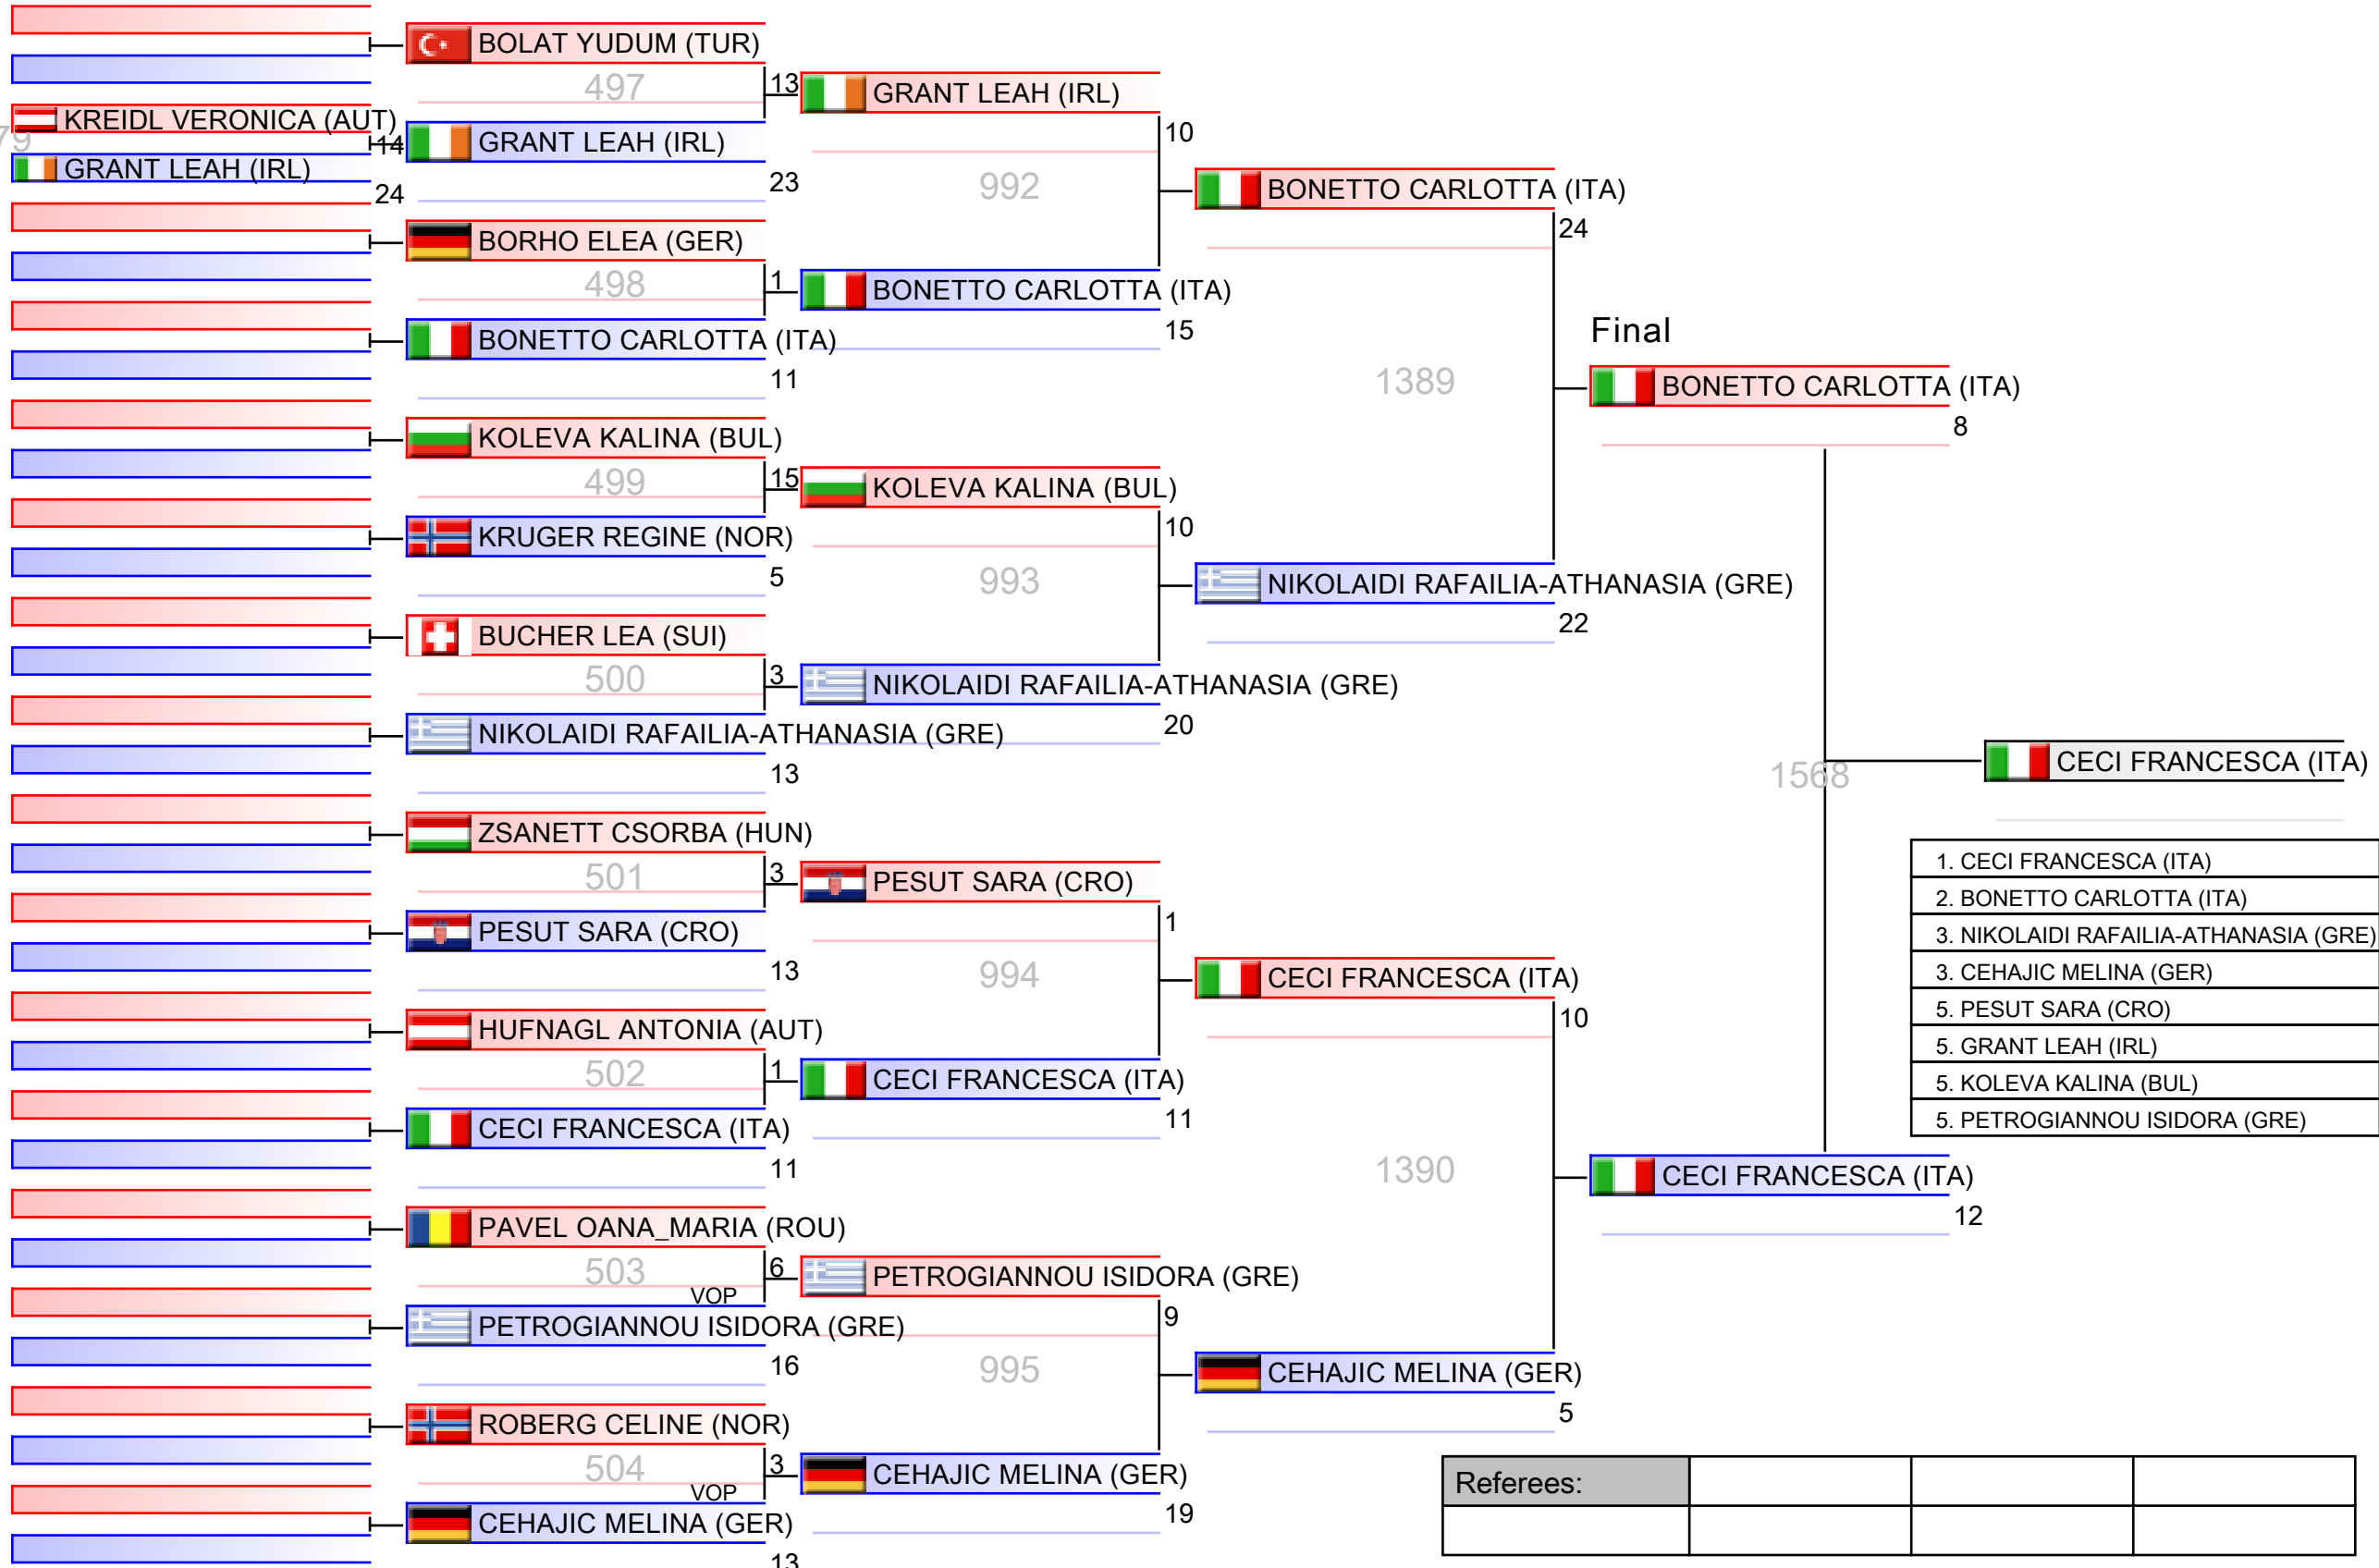 KREIDL VERONICA (AUT)
79
14
GRANT LEAH (IRL)
24
BOLAT YUDUM (TUR)
497
13
GRANT LEAH (IRL)
23
BORHO ELEA (GER)
498
1
BONETTO CARLOTTA (ITA)
11
KOLEVA KALINA (BUL)
499
15
KRUGER REGINE (NOR)
5
BUCHER LEA (SUI)
500
3
NIKOLAIDI RAFAILIA-ATHANASIA (GRE)
13
ZSANETT CSORBA (HUN)
501
3
PESUT SARA (CRO)
13
HUFNAGL ANTONIA (AUT)
502
1
CECI FRANCESCA (ITA)
11
PAVEL OANA_MARIA (ROU)
503
6
VOP
PETROGIANNOU ISIDORA (GRE)
16
ROBERG CELINE (NOR)
504
3
VOP
CEHAJIC MELINA (GER)
13
GRANT LEAH (IRL)
10
992
BONETTO CARLOTTA (ITA)
15
KOLEVA KALINA (BUL)
10
993
NIKOLAIDI RAFAILIA-ATHANASIA (GRE)
20
PESUT SARA (CRO)
1
994
CECI FRANCESCA (ITA)
11
PETROGIANNOU ISIDORA (GRE)
9
995
CEHAJIC MELINA (GER)
19
BONETTO CARLOTTA (ITA)
24
1389
NIKOLAIDI RAFAILIA-ATHANASIA (GRE)
22
CECI FRANCESCA (ITA)
10
1390
CEHAJIC MELINA (GER)
5
Final
BONETTO CARLOTTA (ITA)
8
1568
CECI FRANCESCA (ITA)
12
CECI FRANCESCA (ITA)
1. CECI FRANCESCA (ITA)
2. BONETTO CARLOTTA (ITA)
3. NIKOLAIDI RAFAILIA-ATHANASIA (GRE)
3. CEHAJIC MELINA (GER)
5. PESUT SARA (CRO)
5. GRANT LEAH (IRL)
5. KOLEVA KALINA (BUL)
5. PETROGIANNOU ISIDORA (GRE)
Referees: